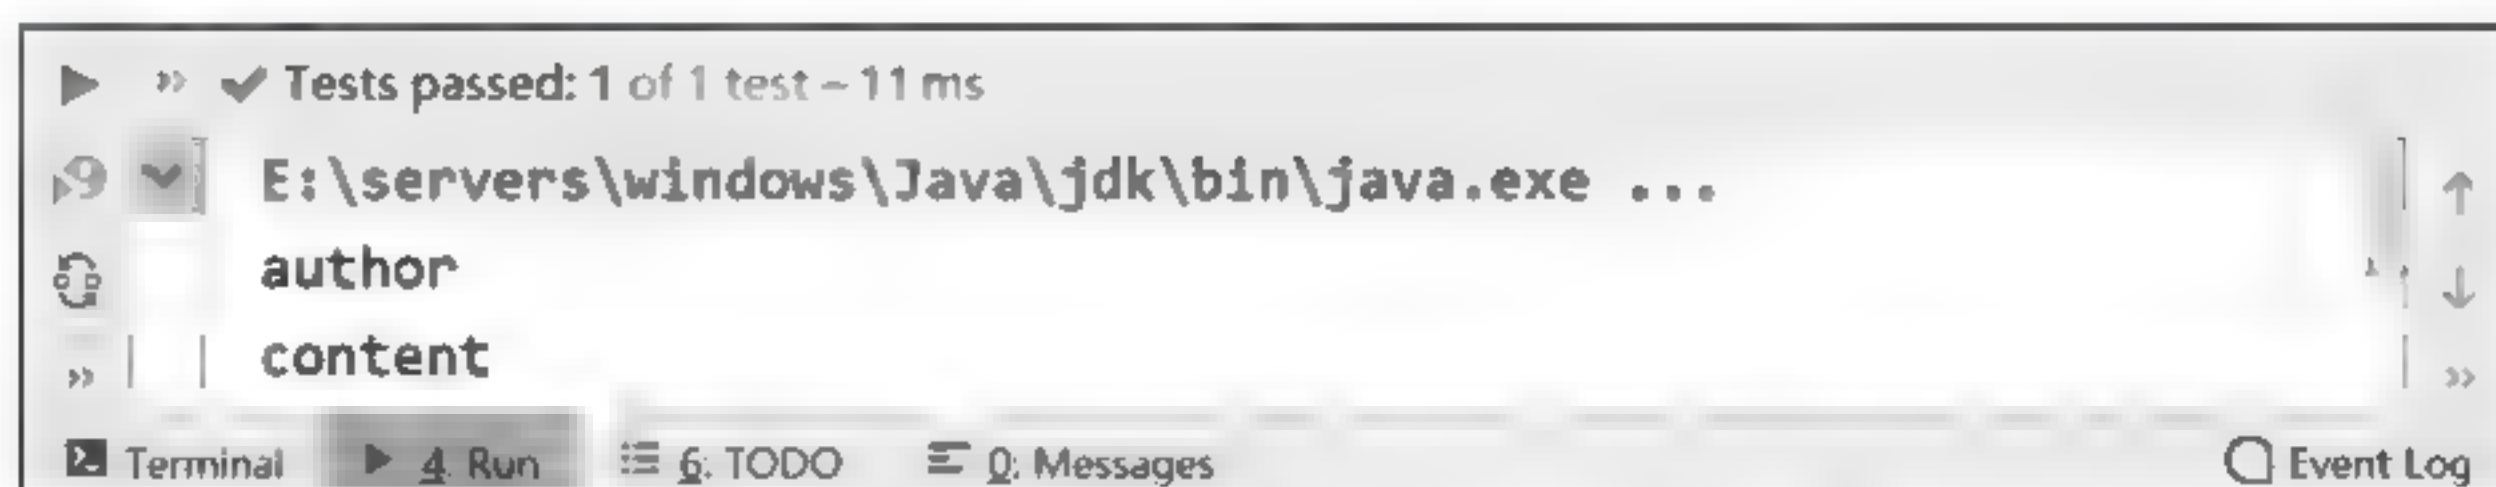 Tests passed: 1 of 1 test – 11 ms
E:\servers\windows\Java\jdk\bin\java.exe ...
author
content
Terminal 4: Run 6: TODO 0: Messages Event Log